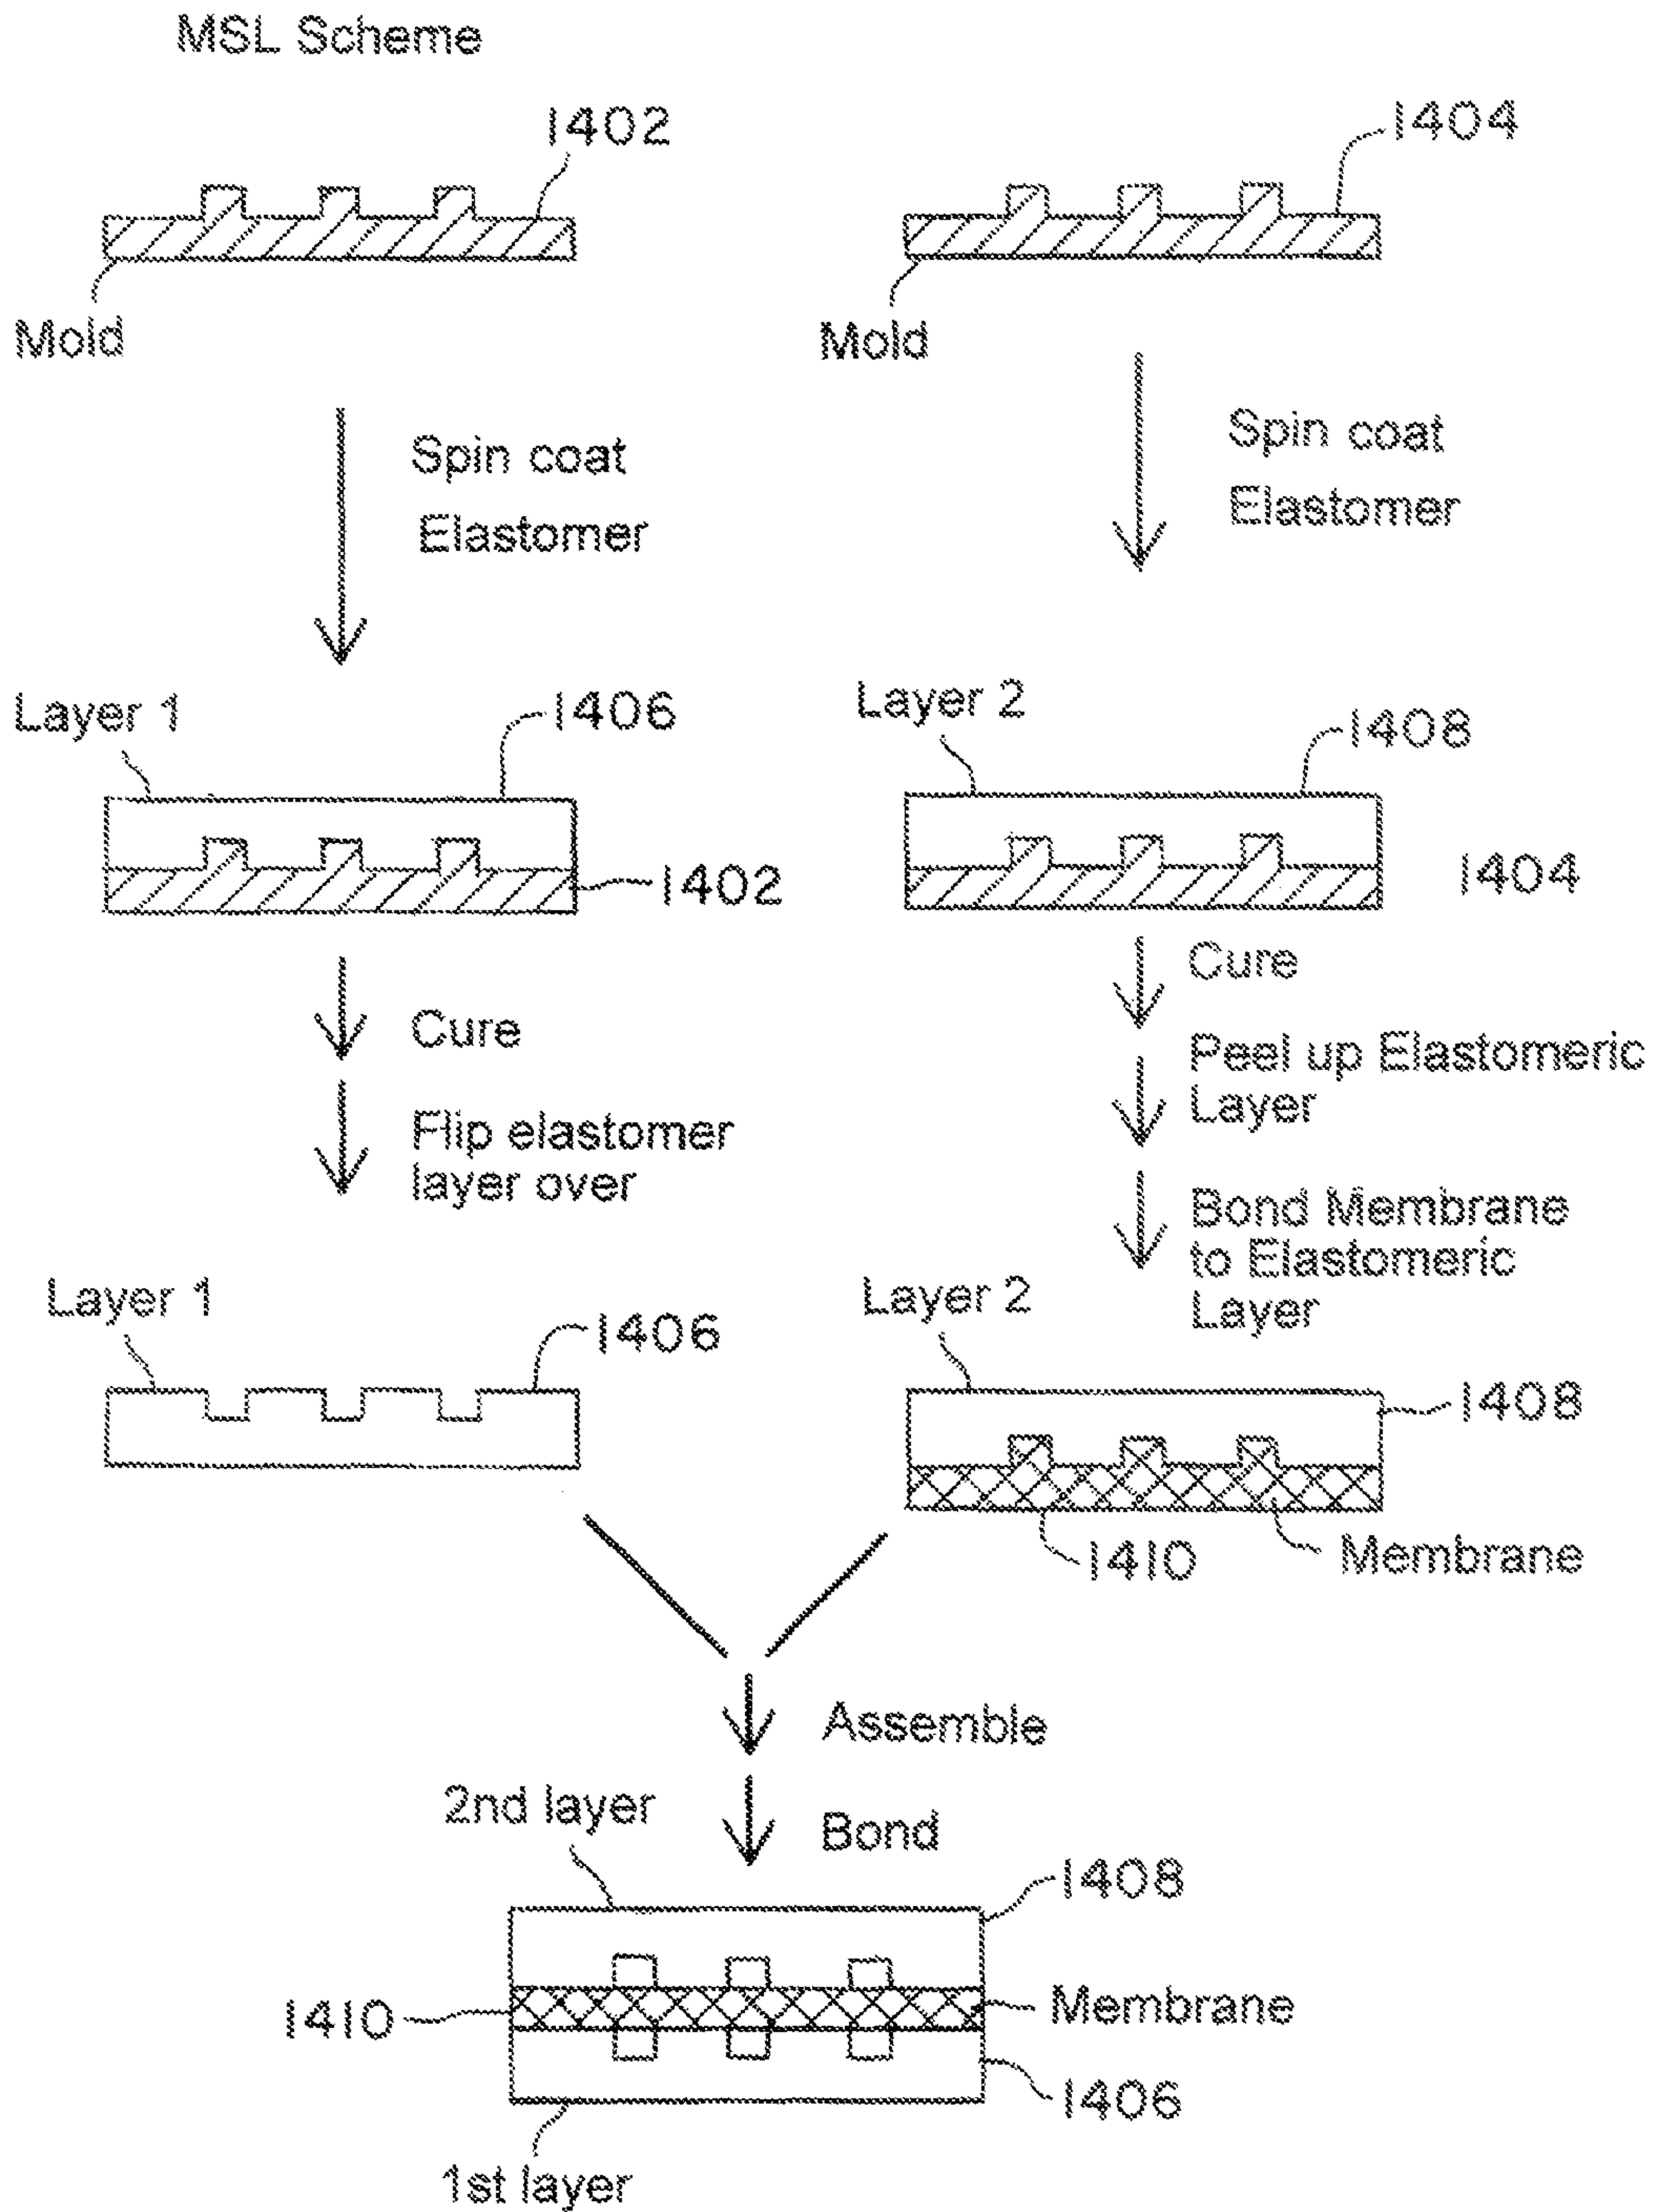 MSL Scheme
1402
1404
Mold
Mold
Spin coat
Elastomer
Spin coat
Elastomer
Layer 1
1406
Layer 2
1408
1402
1404
Cure
Flip elastomer
layer over
Cure
Peel up Elastomeric
Layer
Bond Membrane
to Elastomeric
Layer
Layer 1
1406
Layer 2
1408
1410
Membrane
Assemble
Bond
2nd layer
1408
1410
Membrane
1406
1st layer